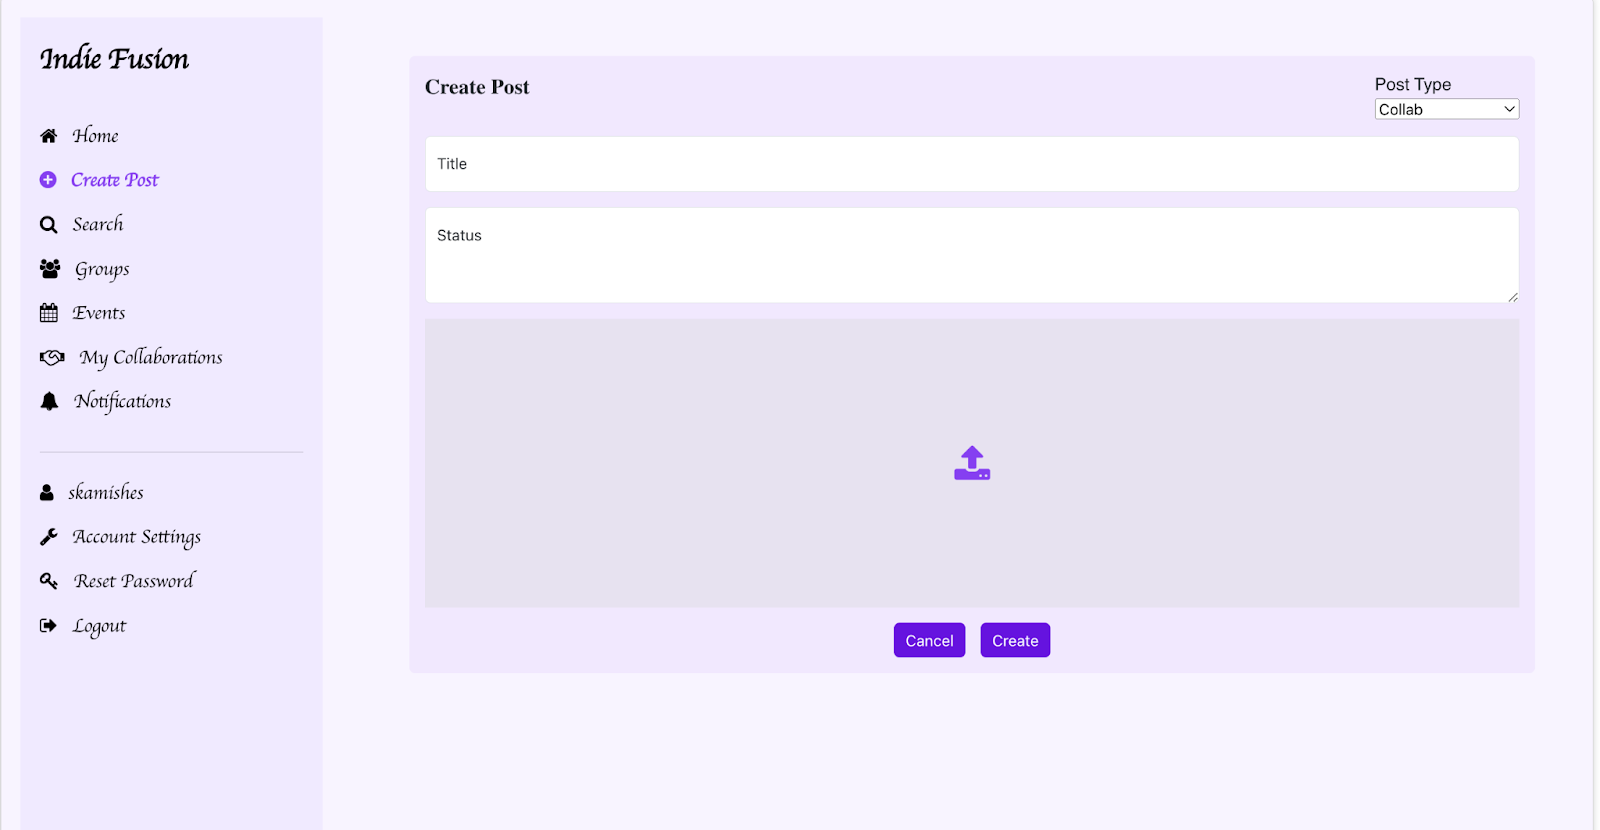 Indie Fusion
Home
Create Post
Search
Groups
Events
My Collaborations
Notifications
skamishes
Account Settings
Reset Password
Logout
Create Post
Post Type
Collab
Title
Status
Cancel
Create